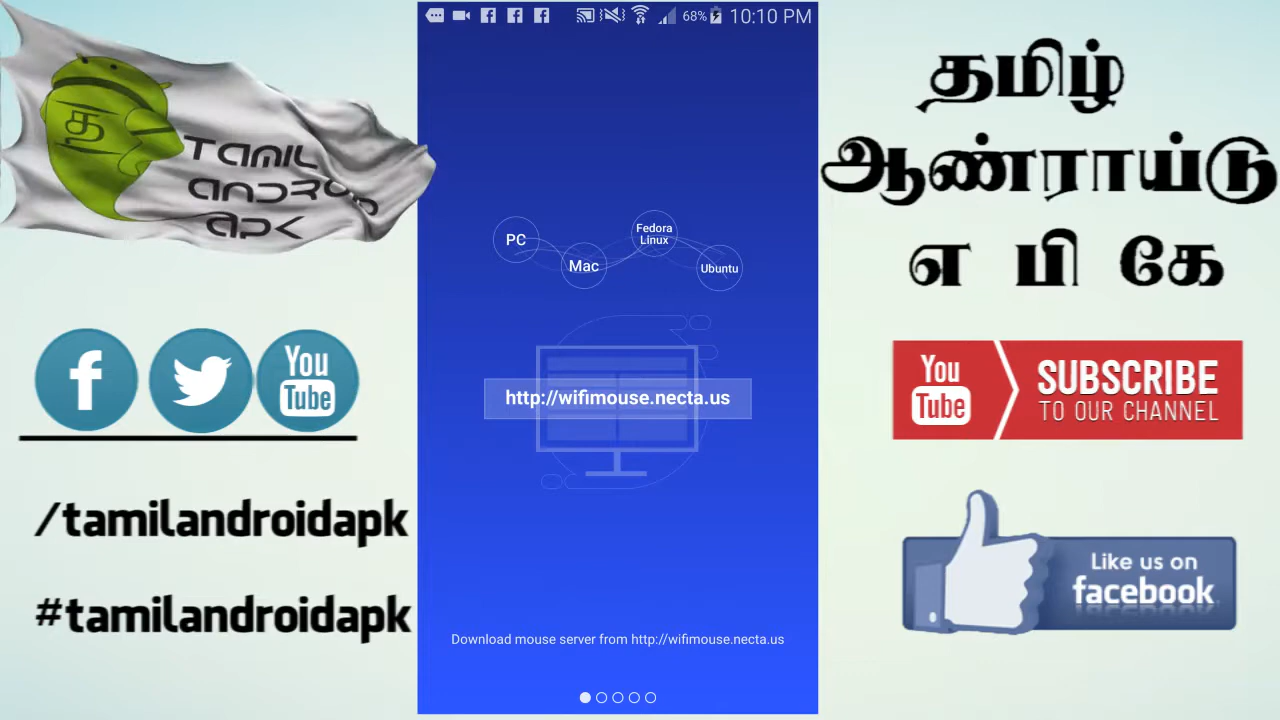 த
TAMIL
ANDROID
APK
f
You
Tube
/tamilandroidapk
#tamilandroidapk
68% 10:10 PM
PC
Mac
Fedora
Linux
Ubuntu
http://wifimouse.necta.us
Download mouse server from http://wifimouse.necta.us
தமிழ்
ஆண்ராய்டு
எ பி கே
You
Tube
SUBSCRIBE
TO OUR CHANNEL
Like us on
facebook